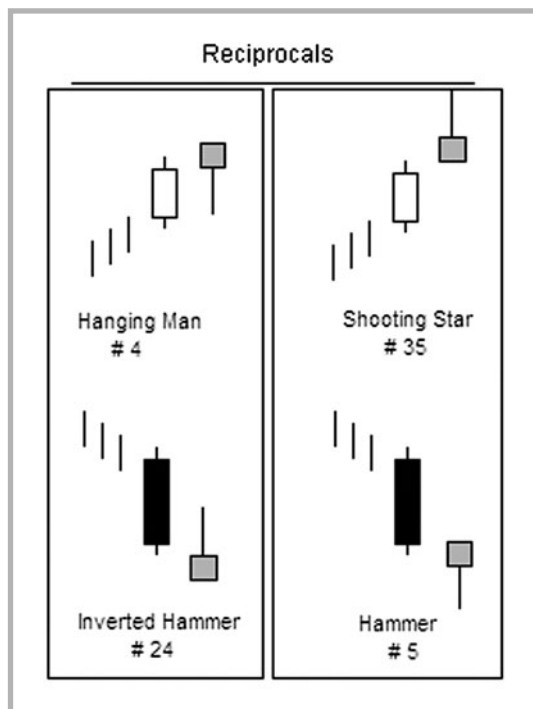 Reciprocals
Hanging Man
# 4
Shooting Star
# 35
Inverted Hammer
# 24
Hammer
# 5